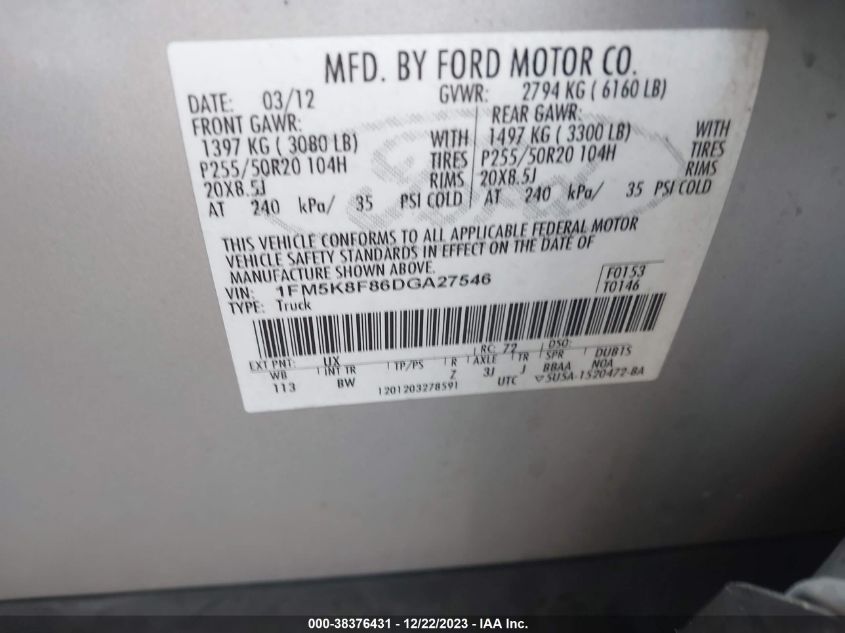 MFD. BY FORD MOTOR CO.
DATE: 03/12 GVWR: 2794 KG ( 6160 LB)
FRONT GAWR: REAR GAWR:
1397 KG ( 3080 LB) WITH 1497 KG ( 3300 LB) WITH
P255/50R20 104H TIRES P255/50R20 104H TIRES
20X8.5J RIMS 20X8.5J RIMS
AT 240 kPa/ 35 PSI COLD AT 240 kPa/ 35 PSI COLD
THIS VEHICLE CONFORMS TO ALL APPLICABLE FEDERAL MOTOR
VEHICLE SAFETY STANDARDS IN EFFECT ON THE DATE OF
MANUFACTURE SHOWN ABOVE.
VIN: 1FM5K8F86DGA27546 F0153
TYPE: Truck T0146
EXT PNT: UX RC: 72 DSO:
WB INT TR TP/PS R AXLE TR SPR DUB1S
113 BW Z 3J J BBAA NOA
1201203278591 UTC ▽5U5A-1520472-BA
000-38376431 - 12/22/2023 - IAA Inc.